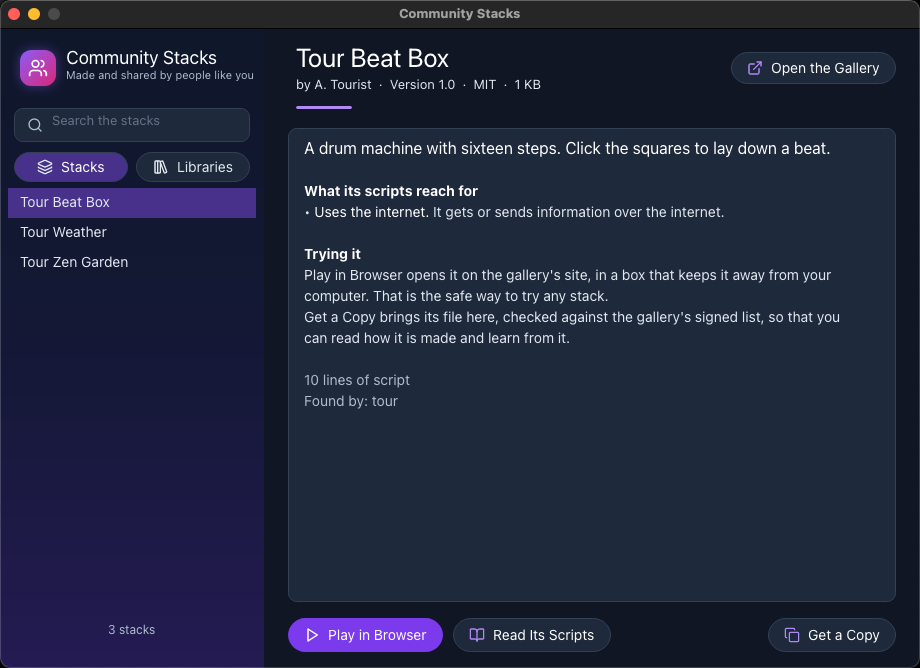 Community Stacks
Community Stacks
Made and shared by people like you
Search the stacks
Stacks
Libraries
Tour Beat Box
Tour Weather
Tour Zen Garden
3 stacks
Tour Beat Box
by A. Tourist · Version 1.0 · MIT · 1 KB
Open the Gallery
A drum machine with sixteen steps. Click the squares to lay down a beat.
What its scripts reach for
• Uses the internet. It gets or sends information over the internet.
Trying it
Play in Browser opens it on the gallery's site, in a box that keeps it away from your
computer. That is the safe way to try any stack.
Get a Copy brings its file here, checked against the gallery's signed list, so that you
can read how it is made and learn from it.
10 lines of script
Found by: tour
Play in Browser
Read Its Scripts
Get a Copy